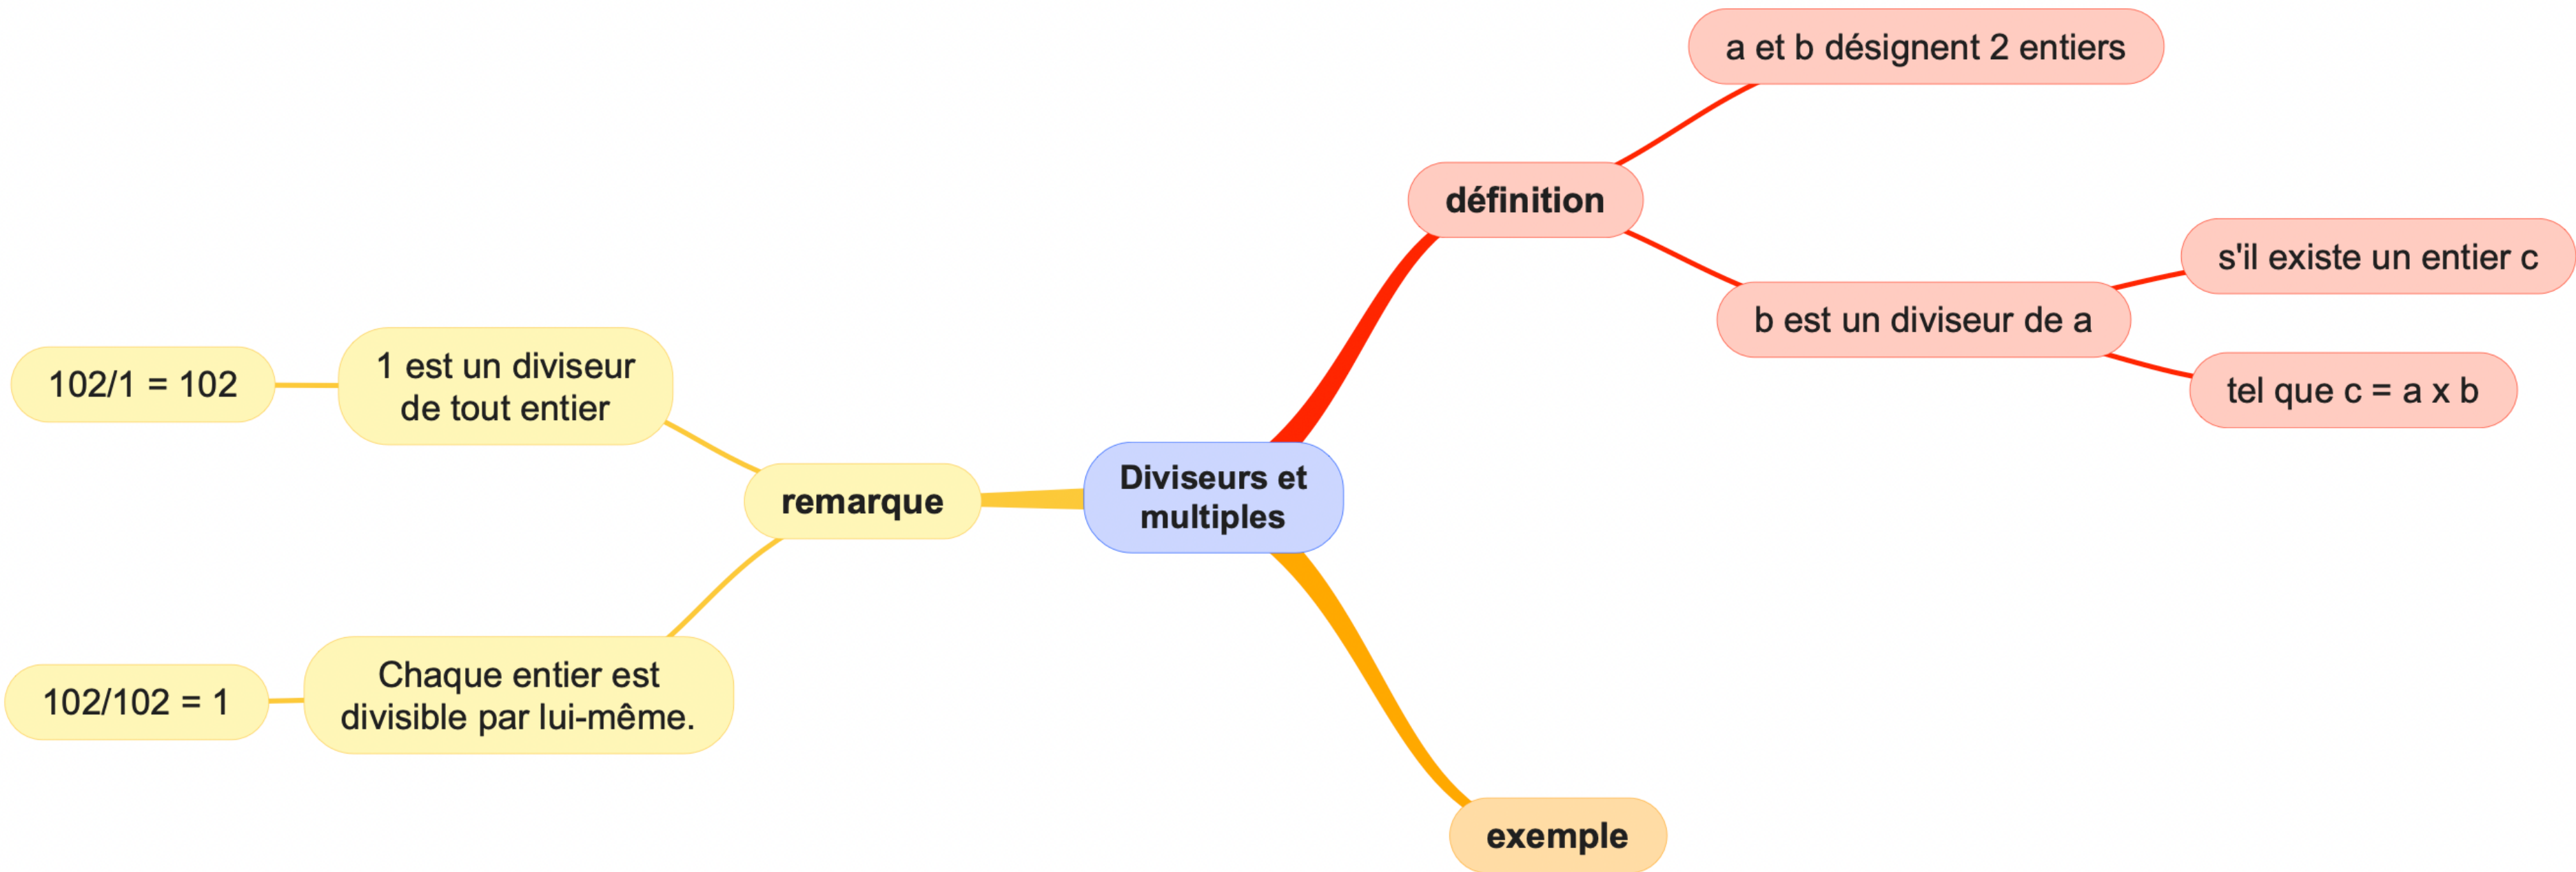 a et b désignent 2 entiers
définition
s'il existe un entier c
b est un diviseur de a
tel que c = a x b
1 est un diviseur
de tout entier
102/1 = 102
Diviseurs et
multiples
remarque
Chaque entier est
divisible par lui-même.
102/102 = 1
exemple